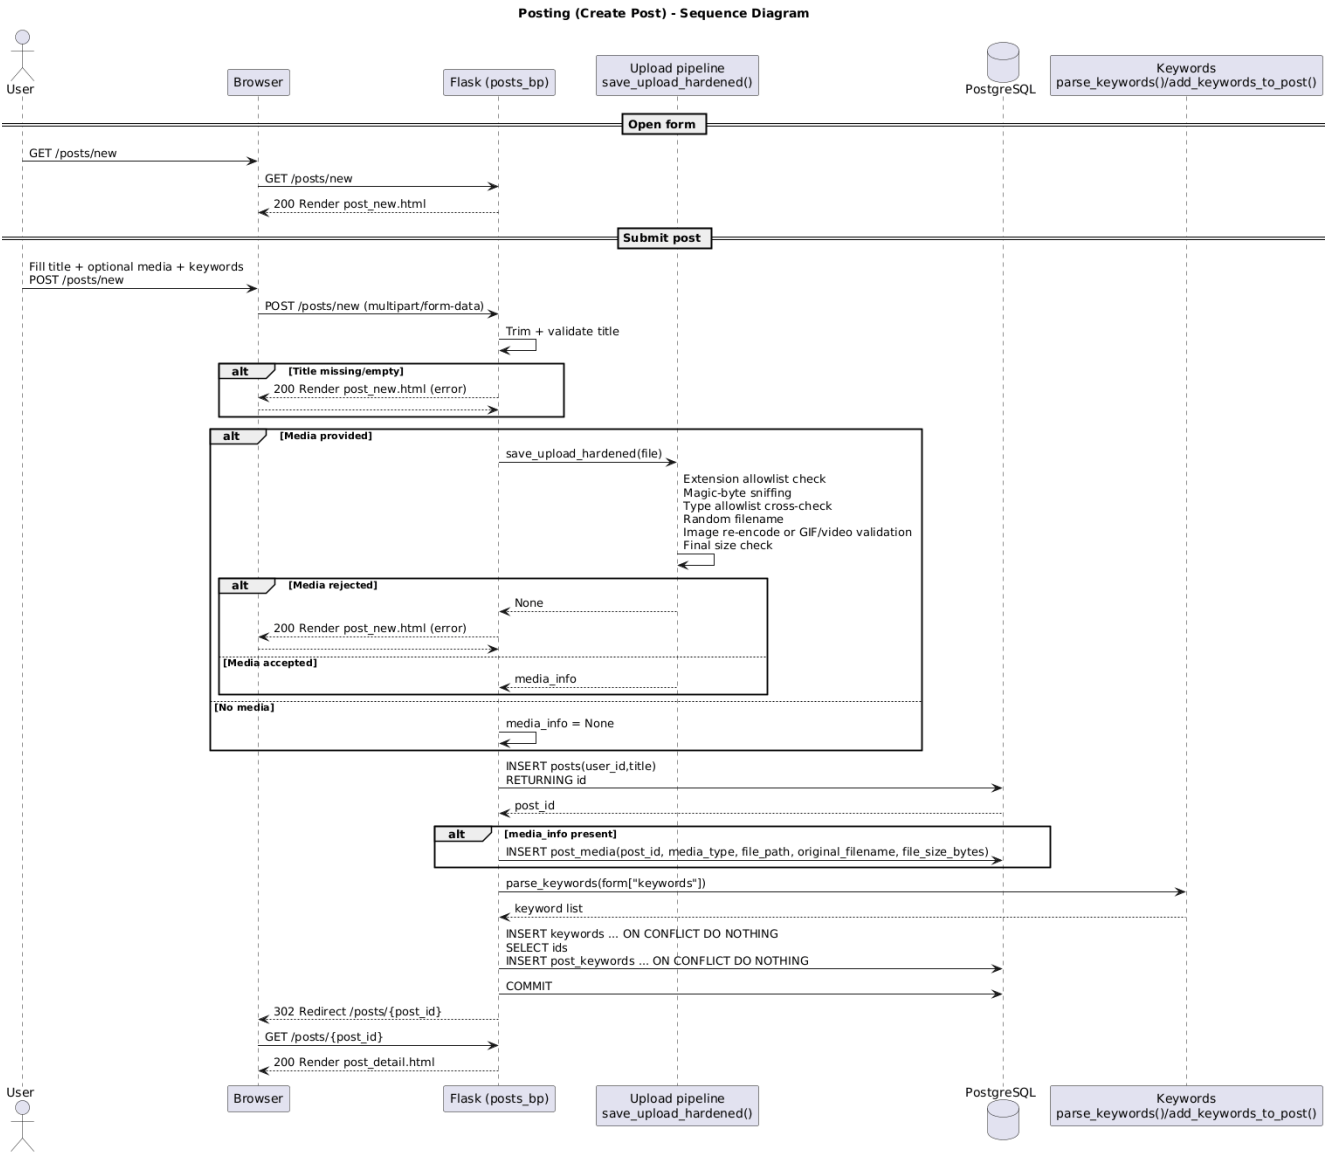 Posting (Create Post) - Sequence Diagram
User
Browser
Flask (posts_bp)
Upload pipeline
save_upload_hardened()
PostgreSQL
Keywords
parse_keywords()/add_keywords_to_post()
Open form
GET /posts/new
GET /posts/new
200 Render post_new.html
Submit post
Fill title + optional media + keywords
POST /posts/new
POST /posts/new (multipart/form-data)
Trim + validate title
alt [Title missing/empty]
200 Render post_new.html (error)
alt [Media provided]
save_upload_hardened(file)
Extension allowlist check
Magic-byte sniffing
Type allowlist cross-check
Random filename
Image re-encode or GIF/video validation
Final size check
alt [Media rejected]
None
200 Render post_new.html (error)
[Media accepted]
media_info
[No media]
media_info = None
INSERT posts(user_id,title)
RETURNING id
post_id
alt [media_info present]
INSERT post_media(post_id, media_type, file_path, original_filename, file_size_bytes)
parse_keywords(form["keywords"])
keyword list
INSERT keywords ... ON CONFLICT DO NOTHING
SELECT ids
INSERT post_keywords ... ON CONFLICT DO NOTHING
COMMIT
302 Redirect /posts/{post_id}
GET /posts/{post_id}
200 Render post_detail.html
User
Browser
Flask (posts_bp)
Upload pipeline
save_upload_hardened()
PostgreSQL
Keywords
parse_keywords()/add_keywords_to_post()